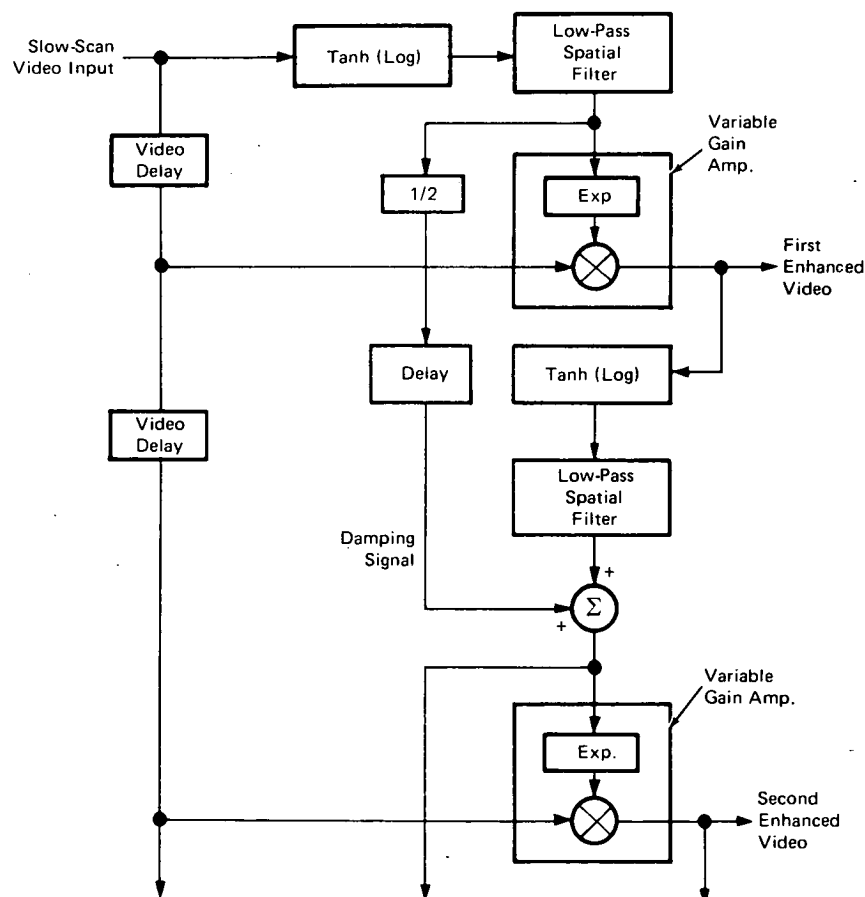 Slow-Scan
Video Input
Tanh (Log)
Low-Pass
Spatial
Filter
Variable
Gain
Amp.
Video
Delay
1/2
Exp
First
Enhanced
Video
Delay
Tanh (Log)
Video
Delay
Low-Pass
Spatial
Filter
Damping
Signal
+
Σ
+
Variable
Gain Amp.
Exp.
Second
Enhanced
Video